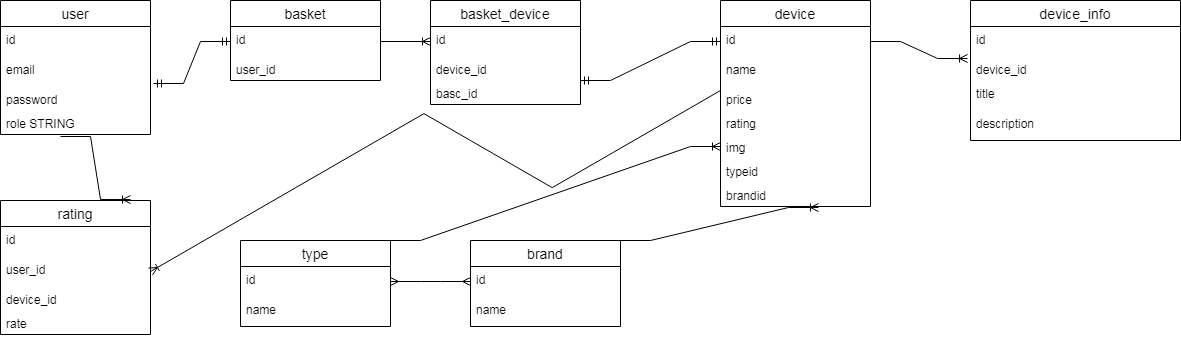 user
id
email
password
role STRING
basket
id
user_id
basket_device
id
device_id
basc_id
device
id
name
price
rating
img
typeid
brandid
device_info
id
device_id
title
description
rating
id
user_id
device_id
rate
type
id
name
brand
id
name